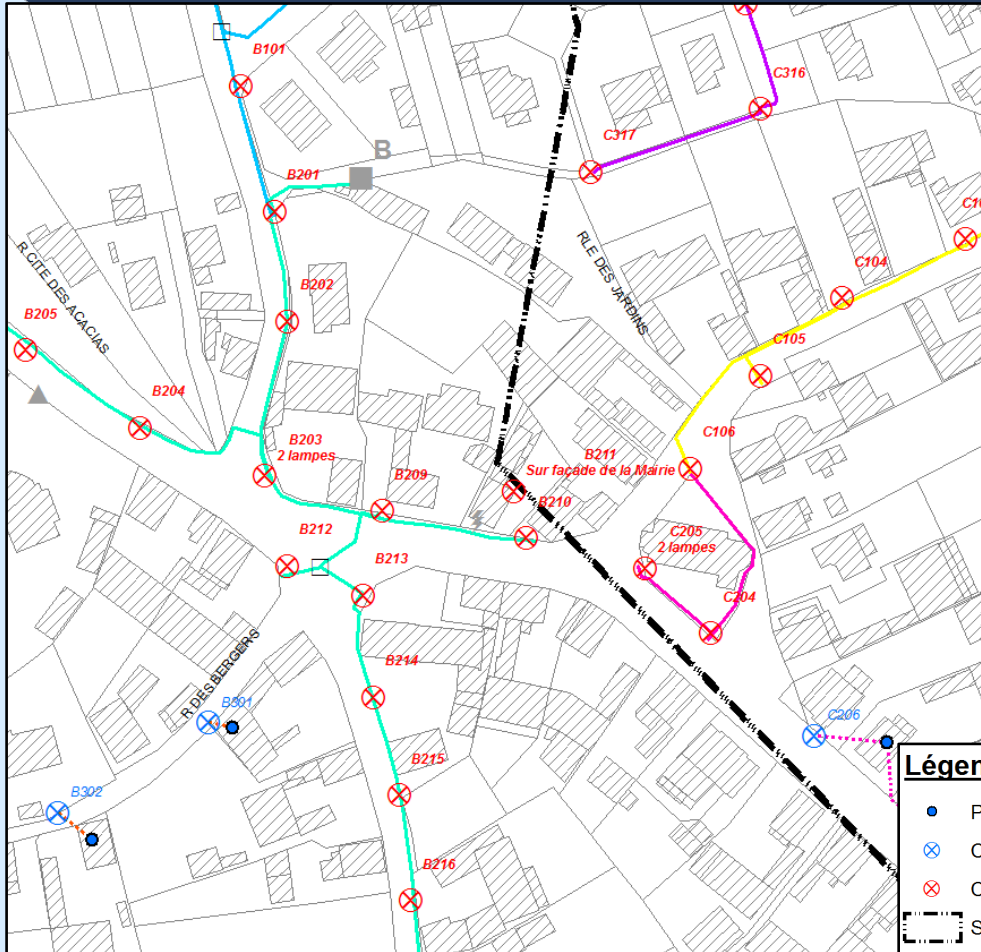 B101
C316
C317
B
B201
R CITE DES ACACIAS
RLE DES JARDINS
C10
C104
B202
B205
C105
B204
C106
B203
2 lampes
B211
Sur façade de la Mairie
B209
B210
B212
C205
2 lampes
B213
C204
R DES BERGERS
B214
B301
C206
B215
B302
Légen
P
C
C
B216
S